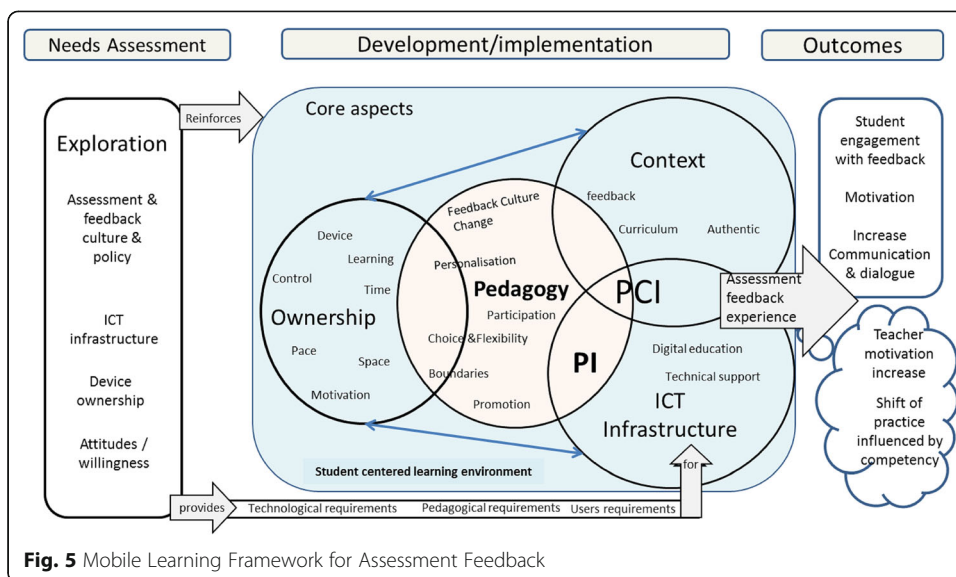 Needs Assessment
Development/implementation
Outcomes
Exploration
Assessment &
feedback
culture &
policy
ICT
infrastructure
Device
ownership
Attitudes /
willingness
Reinforces
provides
Core aspects
Device
Learning
Control
Time
Ownership
Pace
Space
Motivation
Feedback Culture
Change
Personalisation
Pedagogy
Participation
Choice &Flexibility
Boundaries
Promotion
Context
feedback
Curriculum
Authentic
PCI
PI
Digital education
Technical support
ICT
Infrastructure
Student centered learning environment
Technological requirements
Pedagogical requirements
Users requirements
for
Assessment
feedback
experience
Student
engagement
with feedback
Motivation
Increase
Communication
& dialogue
Teacher
motivation
increase
Shift of
practice
influenced by
competency
Fig. 5 Mobile Learning Framework for Assessment Feedback